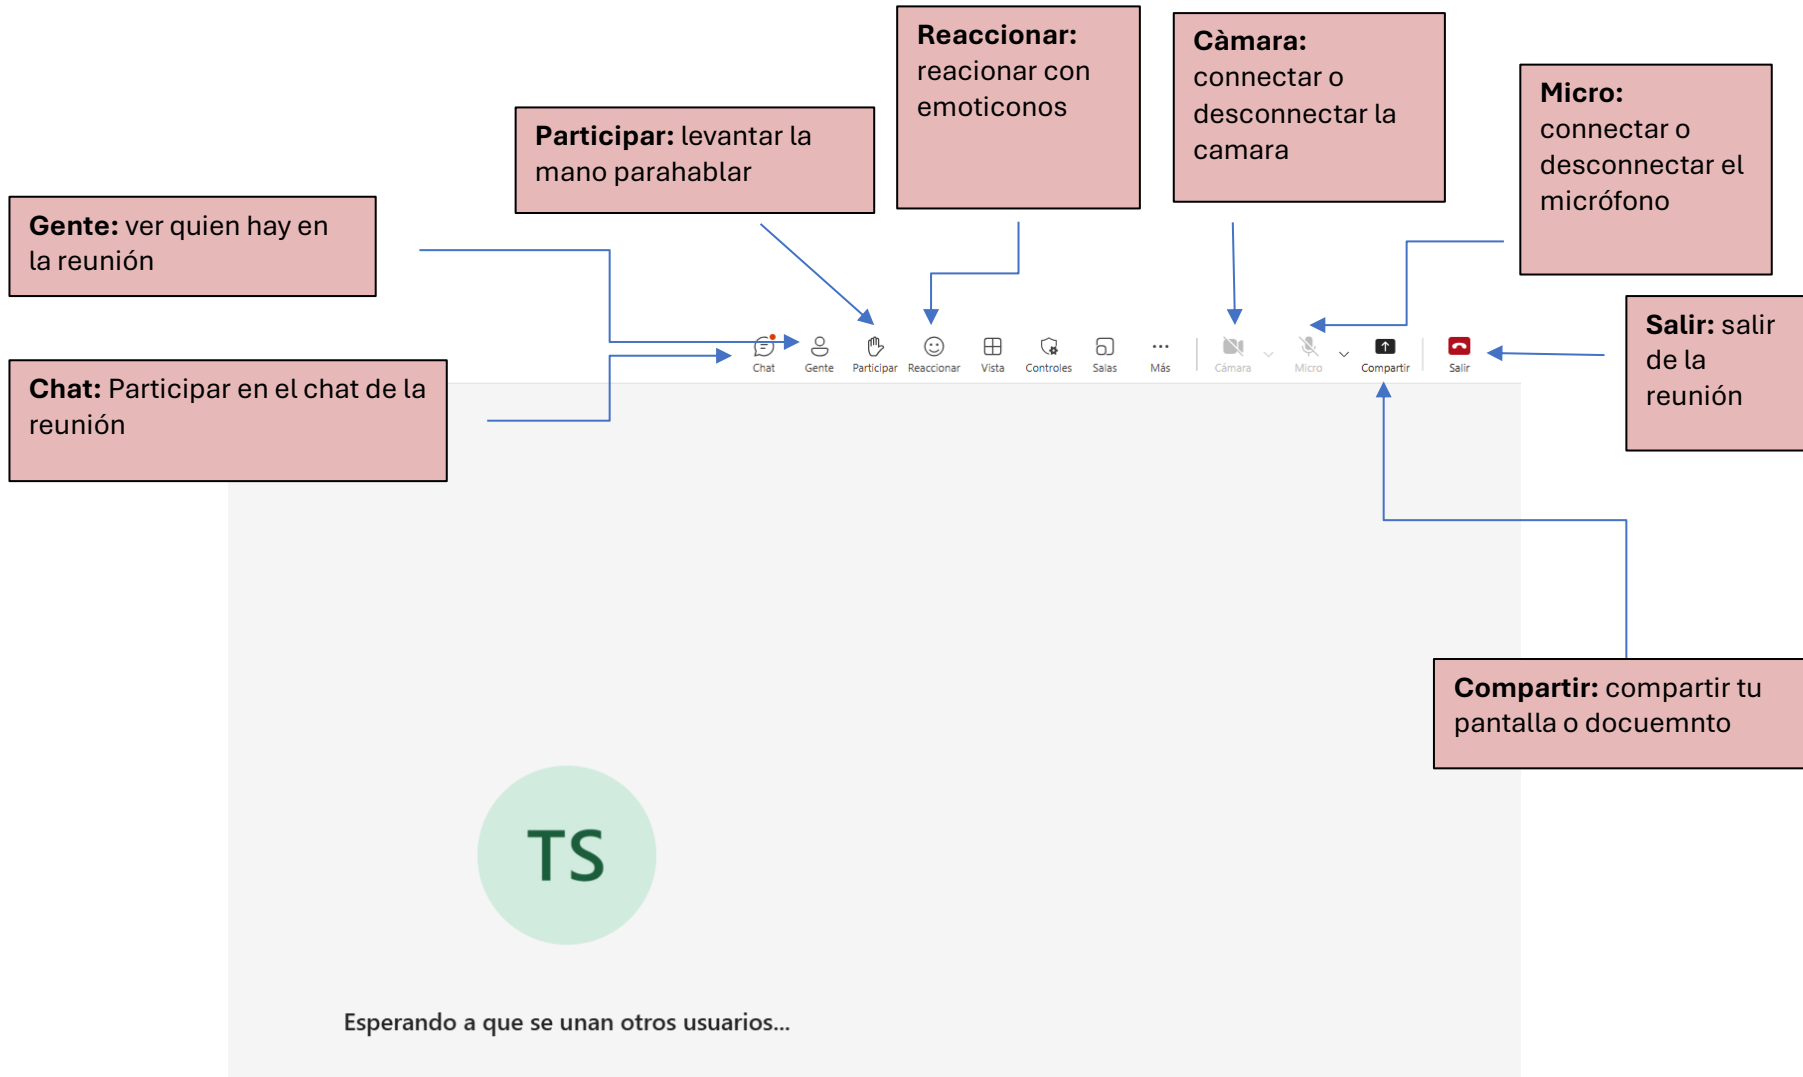 Reaccionar:
reacionar con
emoticonos
Càmara:
connectar o
desconnectar la
camara
Micro:
connectar o
desconnectar el
micrófono
Participar: levantar la
mano parahablar
Gente: ver quien hay en
la reunión
Salir: salir
de la
reunión
Chat: Participar en el chat de la
reunión
Chat Gente Participar Reaccionar Vista Controles Salas Más Cámara Micro Compartir Salir
Compartir: compartir tu
pantalla o docuemnto
TS
Esperando a que se unan otros usuarios...